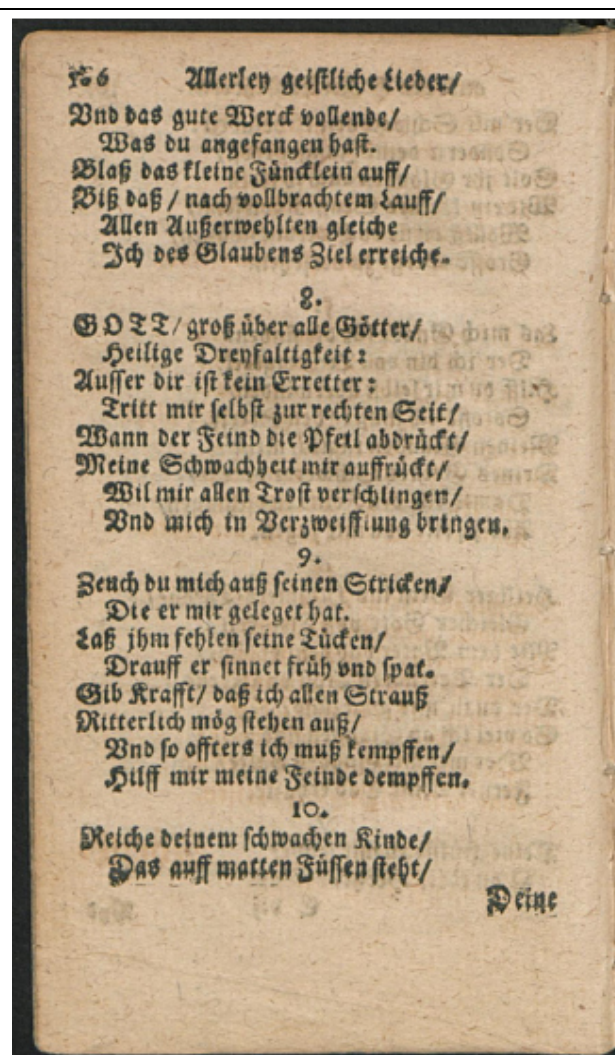 106 Allerley geistliche Lieder/
Vnd das gute Werck vollende/
Was du angefangen hast.
Blaß das kleine Füncklein auff/
Biß daß / nach vollbrachtem Lauff/
Allen Außerwehlten gleiche
Ich des Glaubens Ziel erreiche.
8.
GOTT/ groß über alle Götter/
Heilige Dreyfaltigkeit:
Ausser dir ist kein Erretter:
Tritt mir selbst zur rechten Seit/
Wann der Feind die Pfeil abdrückt/
Meine Schwachheit mir auffrückt/
Wil mir allen Trost verschlingen/
Vnd mich in Verzweifflung bringen.
9.
Zeuch du mich auß seinen Stricken/
Die er mir geleget hat.
Laß jhm fehlen seine Tücken/
Drauff er sinnet früh vnd spat.
Gib Krafft/ daß ich allen Strauß
Ritterlich mög stehen auß/
Vnd so offters ich muß kempffen/
Hilff mir meine Feinde dempffen.
10.
Reiche deinem schwachen Kinde/
Das auff matten Füssen steht/
Deine